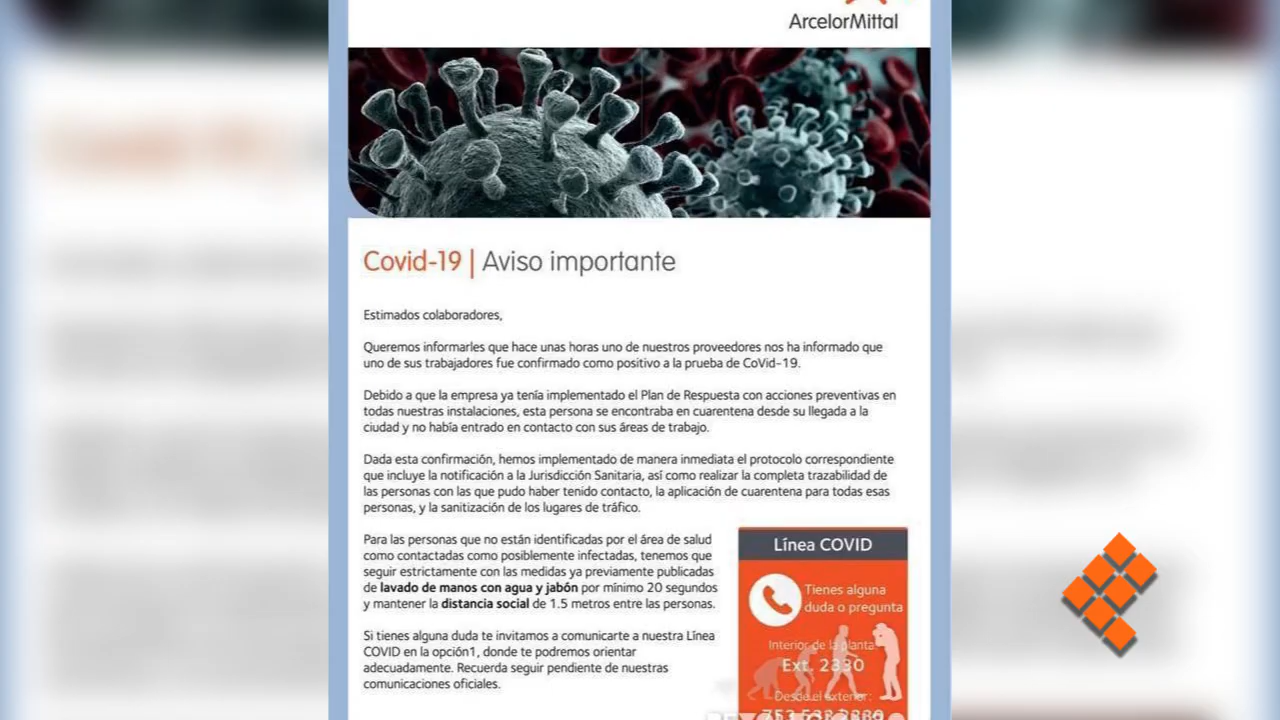 ArcelorMittal
Covid-19 | Aviso importante
Estimados colaboradores,
Queremos informarles que hace unas horas uno de nuestros proveedores nos ha informado que
uno de sus trabajadores fue confirmado como positivo a la prueba de CoVid-19.
Debido a que la empresa ya tenía implementado el Plan de Respuesta con acciones preventivas en
todas nuestras instalaciones, esta persona se encontraba en cuarentena desde su llegada a la
ciudad y no había entrado en contacto con sus áreas de trabajo.
Dada esta confirmación, hemos implementado de manera inmediata el protocolo correspondiente
que incluye la notificación a la Jurisdicción Sanitaria, así como realizar la completa trazabilidad de
las personas con las que pudo haber tenido contacto, la aplicación de cuarentena para todas esas
personas, y la sanitización de los lugares de tráfico.
Para las personas que no están identificadas por el área de salud
como contactadas como posiblemente infectadas, tenemos que
seguir estrictamente con las medidas ya previamente publicadas
de lavado de manos con agua y jabón por mínimo 20 segundos
y mantener la distancia social de 1.5 metros entre las personas.
Si tienes alguna duda te invitamos a comunicarte a nuestra Línea
COVID en la opción1, donde te podremos orientar
adecuadamente. Recuerda seguir pendiente de nuestras
comunicaciones oficiales.
Línea COVID
Tienes alguna
duda o pregunta
Interior de la planta:
Ext. 2330
Desde el exterior: